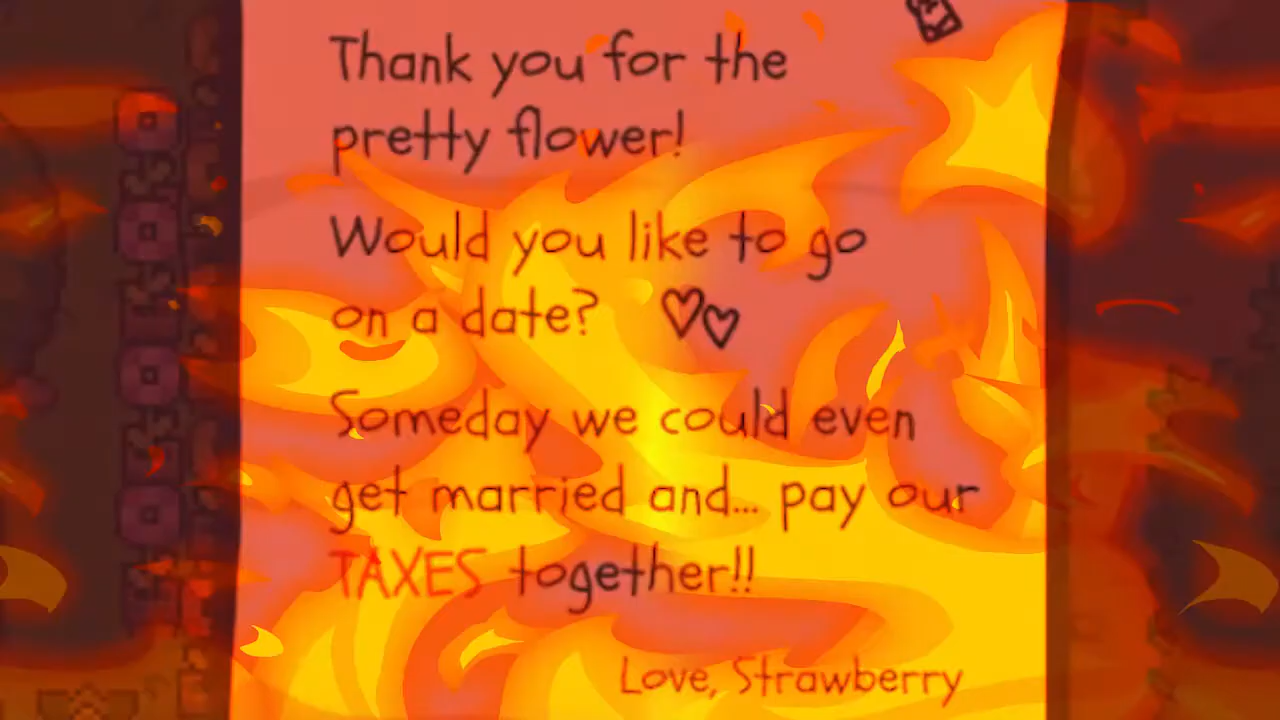 Thank you for the
pretty flower!
Would you like to go
on a date?
Someday we could even
get married and... pay our
TAXES together!!
Love, Strawberry